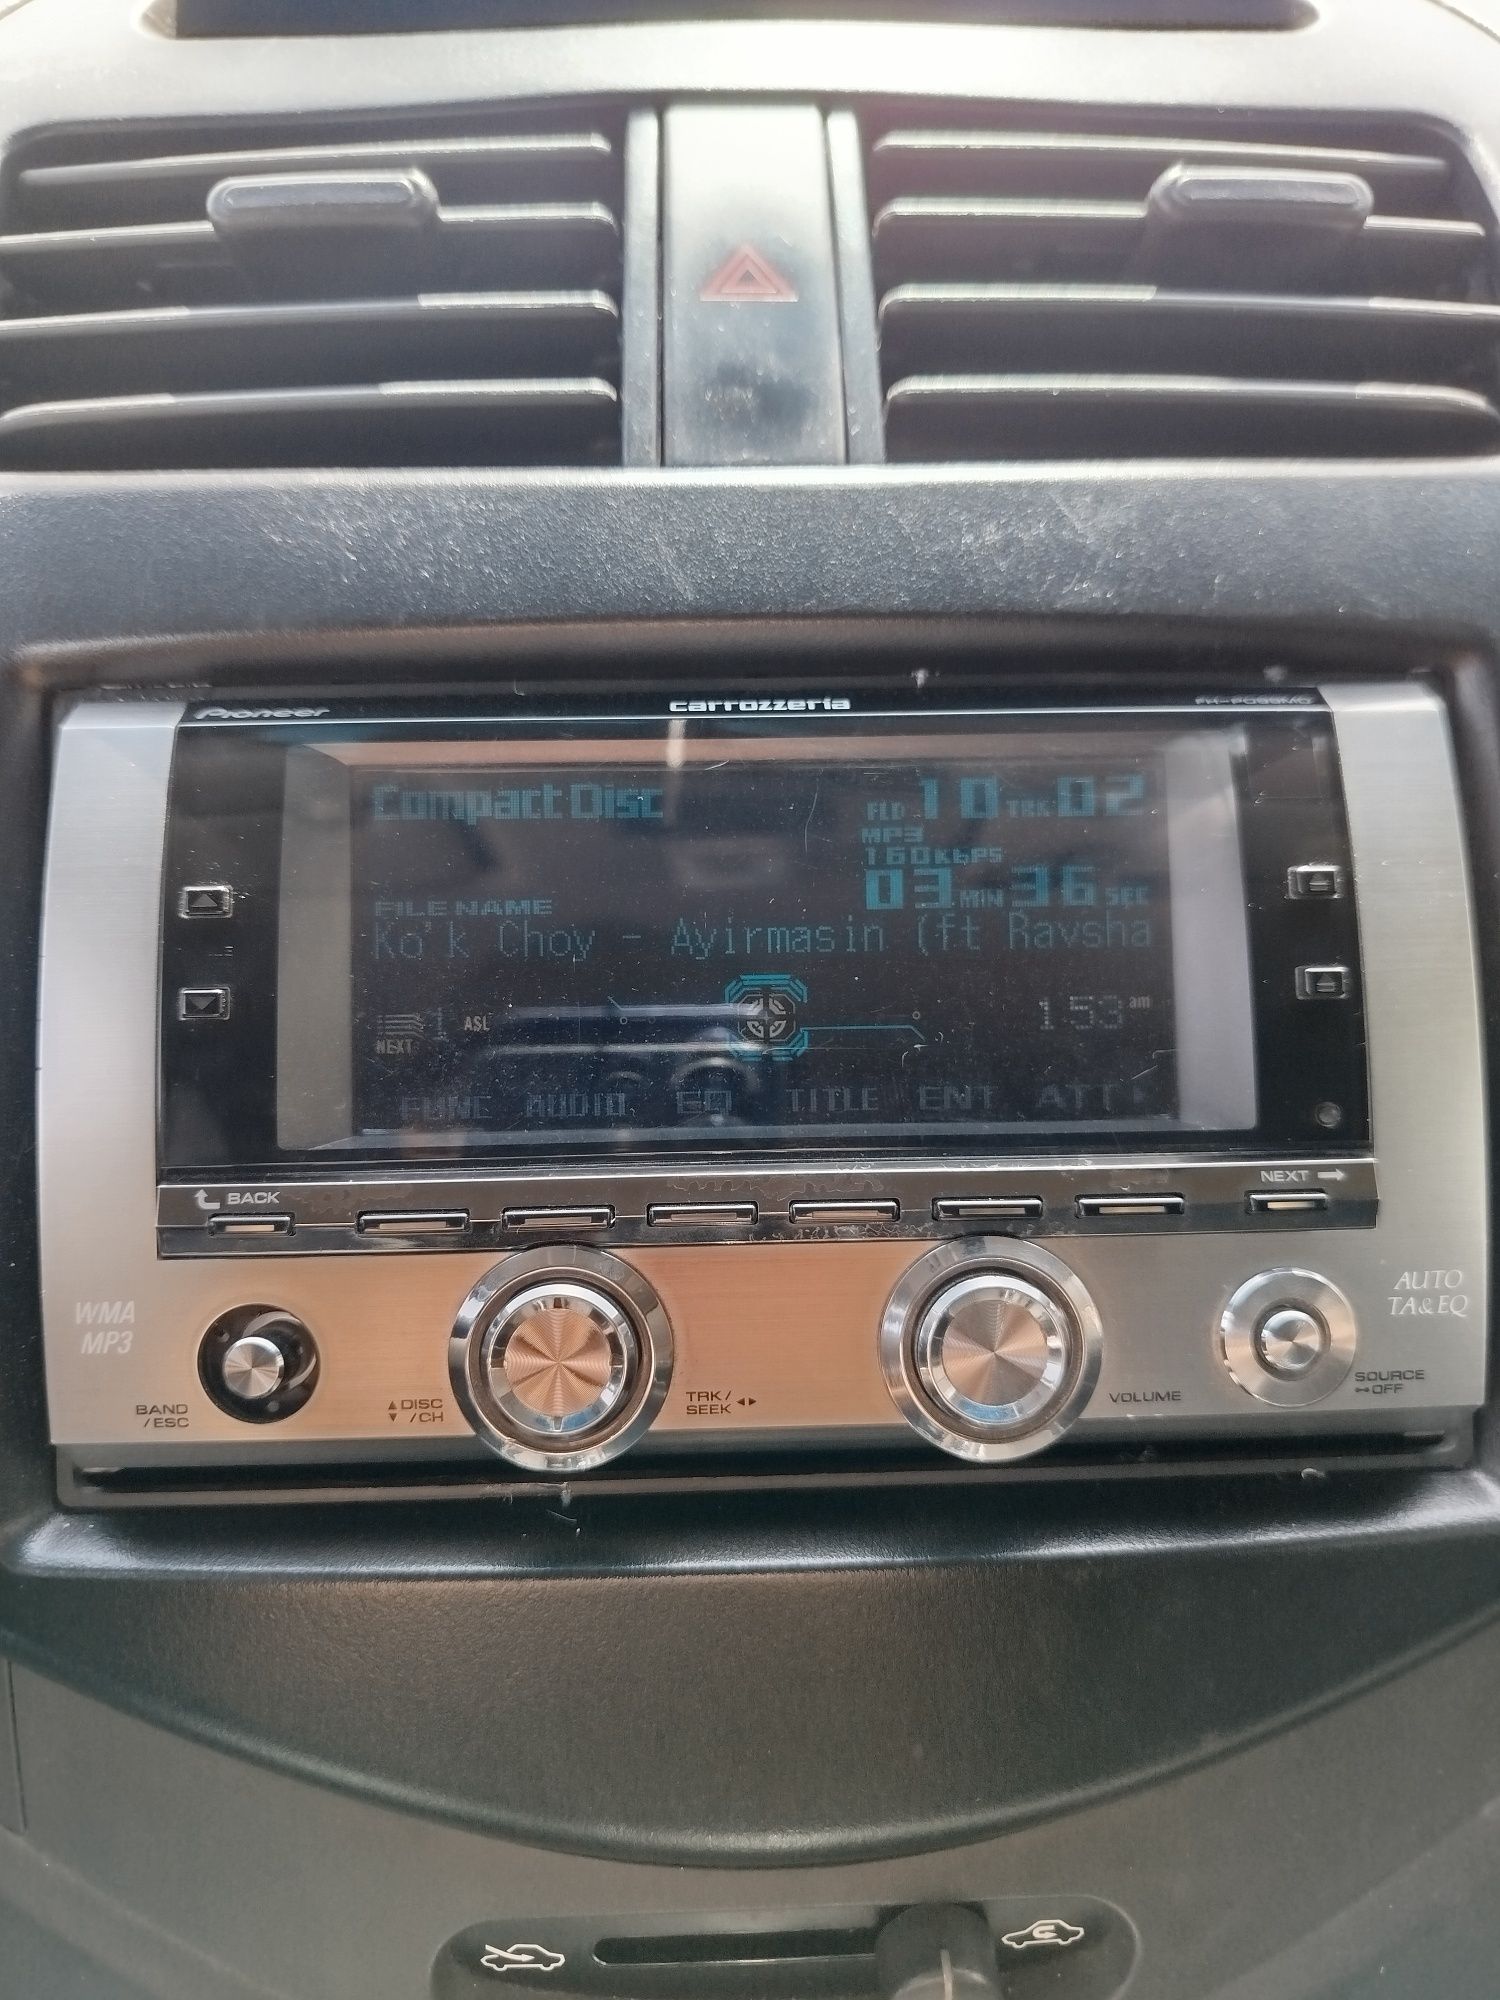 Pioneer
carrozzeria
Compact Disc
FLD 10 TRK 02
MP3
160KBPS
03 MIN 36 SEC
FILE NAME
Ko'k Choy - Ayirmasin (ft Ravsha
1 ASL
1:53 am
NEXT
FUNC AUDIO EQ TITLE ENT ATT
BACK
NEXT
WMA
MP3
AUTO
TA&EQ
BAND
/ESC
DISC
/CH
TRK/
SEEK
VOLUME
SOURCE
OFF